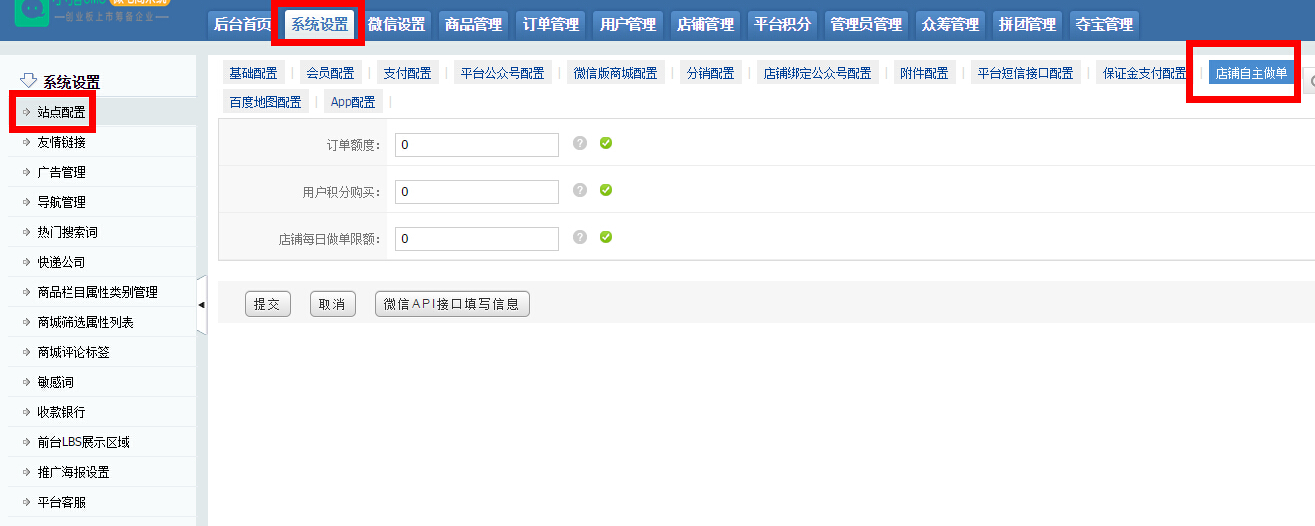 创业板上市筹备企业
后台首页 系统设置 微信设置 商品管理 订单管理 用户管理 店铺管理 平台积分 管理员管理 众筹管理 拼团管理 夺宝管理
系统设置
站点配置
友情链接
广告管理
导航管理
热门搜索词
快递公司
商品栏目属性类别管理
商城筛选属性列表
商城评论标签
敏感词
收款银行
前台LBS展示区域
推广海报设置
平台客服
基础配置 会员配置 支付配置 平台公众号配置 微信版商城配置 分销配置 店铺绑定公众号配置 附件配置 平台短信接口配置 保证金支付配置 店铺自主做单
百度地图配置 App配置
订单额度： 0
用户积分购买： 0
店铺每日做单限额： 0
提交 取消 微信API接口填写信息